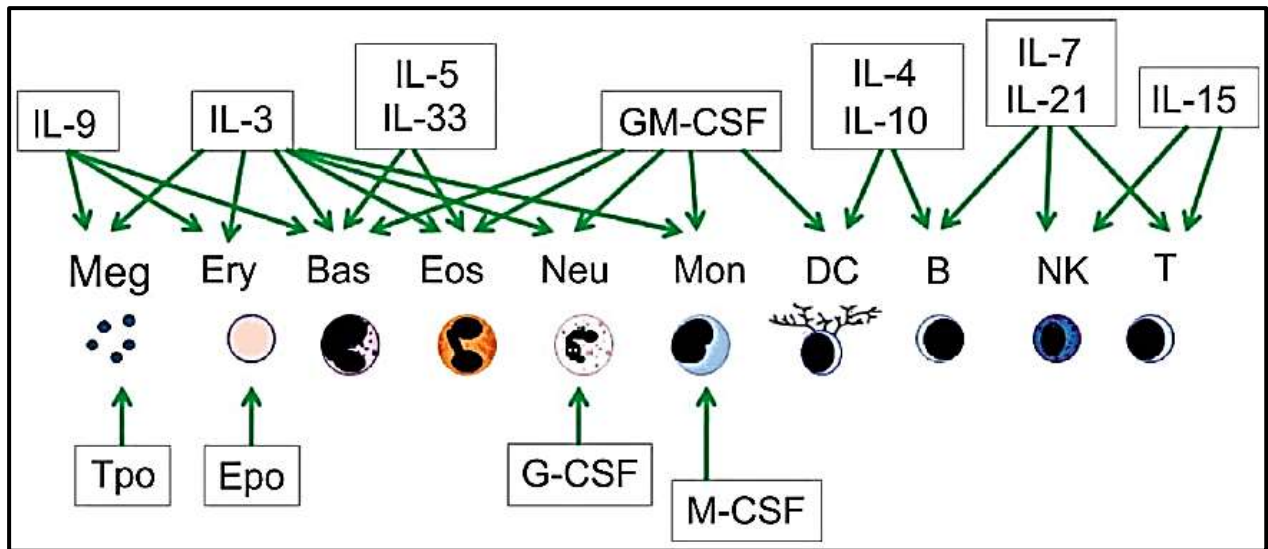 IL-9
IL-3
IL-5
IL-33
GM-CSF
IL-4
IL-10
IL-7
IL-21
IL-15
Meg Ery Bas Eos Neu Mon DC B NK T
Tpo
Epo
G-CSF
M-CSF